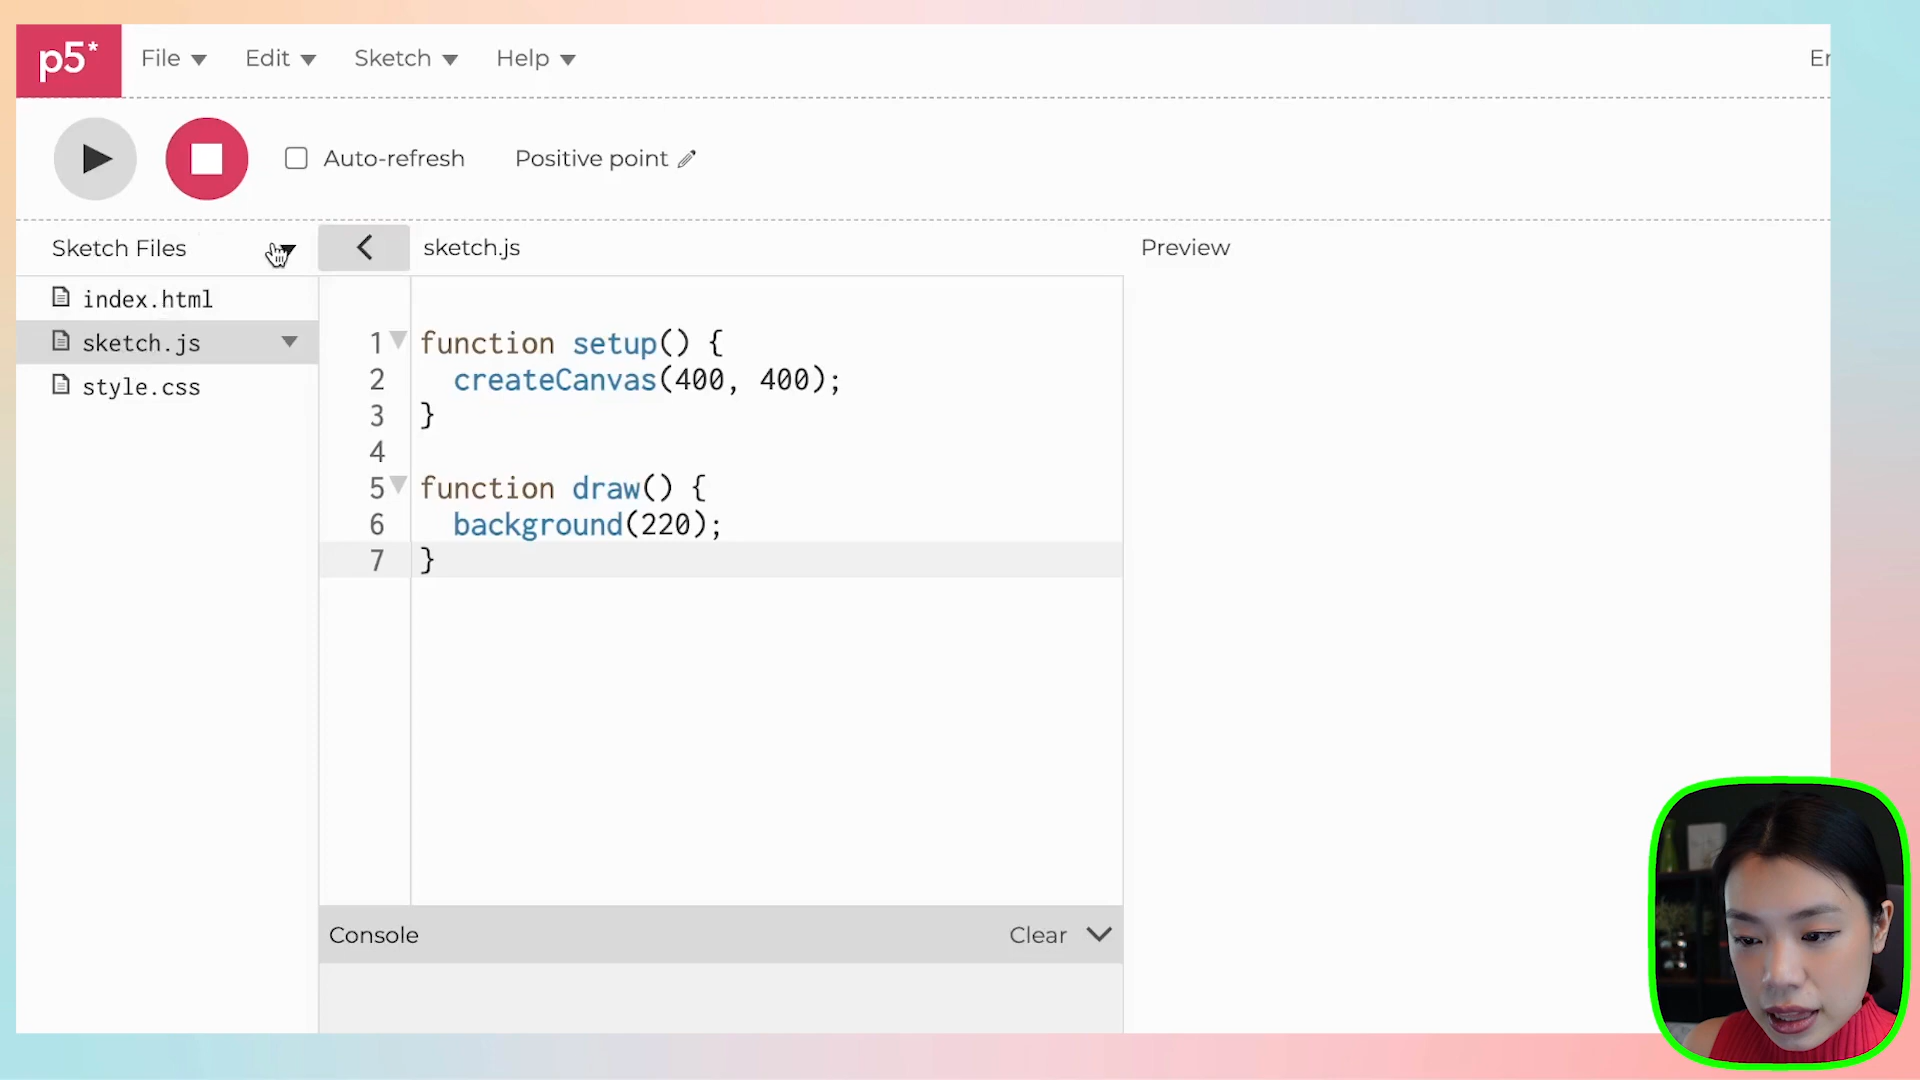 p5*
File
Edit
Sketch
Help
En
Auto-refresh
Positive point
Sketch Files
sketch.js
Preview
index.html
sketch.js
style.css
1 function setup() {
2 createCanvas(400, 400);
3 }
4
5 function draw() {
6 background(220);
7 }
Console
Clear